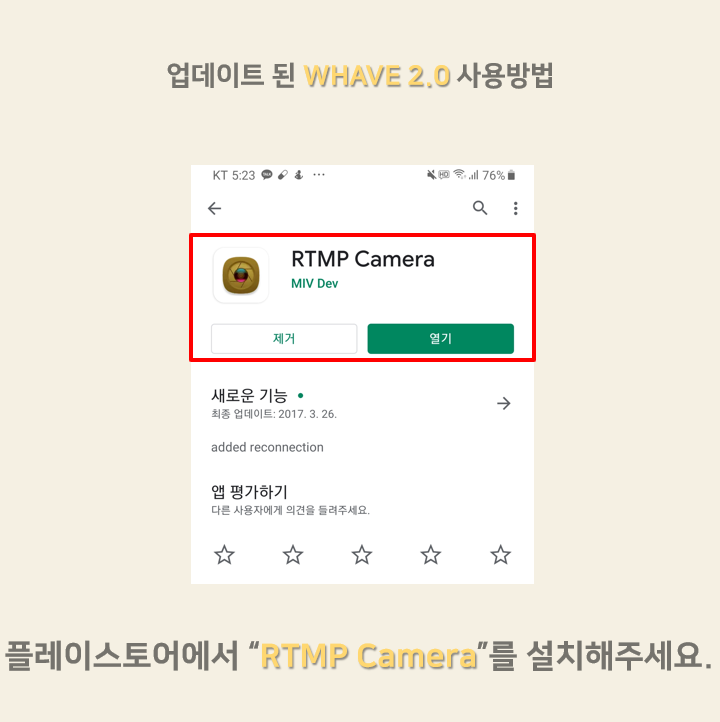 업데이트 된 WHAVE 2.0 사용방법
KT 5:23 ··· 76%
RTMP Camera
MIV Dev
제거 열기
새로운 기능 •
최종 업데이트: 2017. 3. 26.
added reconnection
앱 평가하기
다른 사용자에게 의견을 들려주세요.
플레이스토어에서 “RTMP Camera”를 설치해주세요.